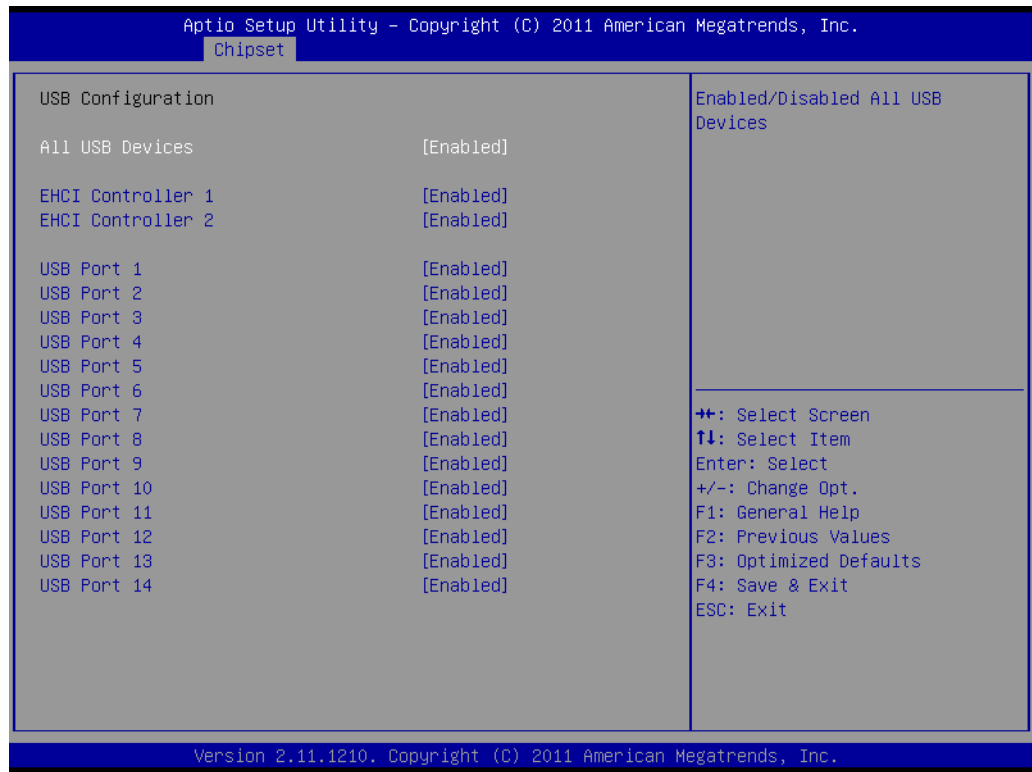 Aptio Setup Utility – Copyright (C) 2011 American Megatrends, Inc.
Chipset
USB Configuration
All USB Devices [Enabled]
EHCI Controller 1 [Enabled]
EHCI Controller 2 [Enabled]
USB Port 1 [Enabled]
USB Port 2 [Enabled]
USB Port 3 [Enabled]
USB Port 4 [Enabled]
USB Port 5 [Enabled]
USB Port 6 [Enabled]
USB Port 7 [Enabled]
USB Port 8 [Enabled]
USB Port 9 [Enabled]
USB Port 10 [Enabled]
USB Port 11 [Enabled]
USB Port 12 [Enabled]
USB Port 13 [Enabled]
USB Port 14 [Enabled]
Enabled/Disabled All USB
Devices
→←: Select Screen
↑↓: Select Item
Enter: Select
+/-: Change Opt.
F1: General Help
F2: Previous Values
F3: Optimized Defaults
F4: Save & Exit
ESC: Exit
Version 2.11.1210. Copyright (C) 2011 American Megatrends, Inc.